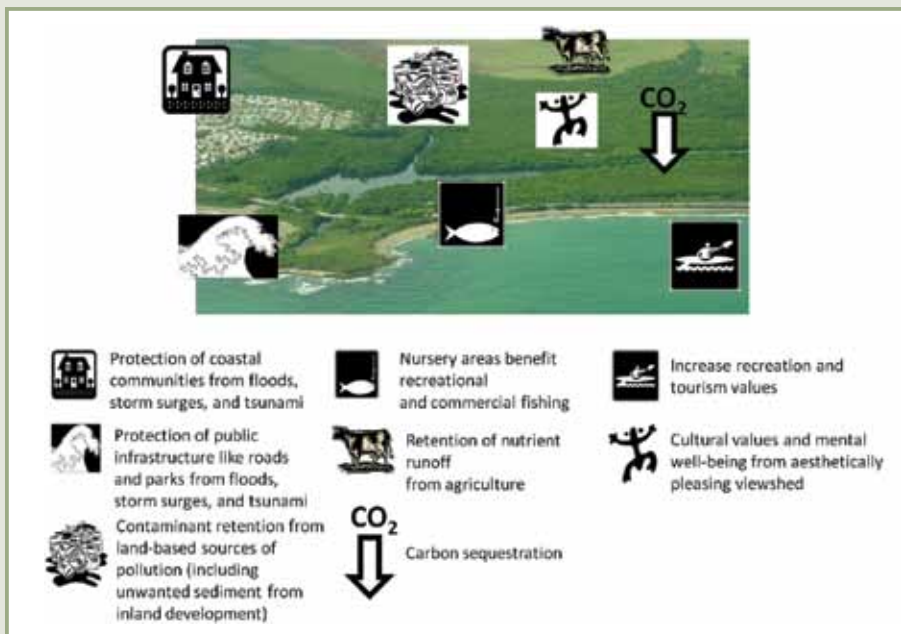 CO₂
Protection of coastal
communities from floods,
storm surges, and tsunami
Nursery areas benefit
recreational
and commercial fishing
Increase recreation and
tourism values
Protection of public
infrastructure like roads
and parks from floods,
storm surges, and tsunami
Retention of nutrient
runoff
from agriculture
Cultural values and mental
well-being from aesthetically
pleasing viewshed
Contaminant retention from
land-based sources of
pollution (including
unwanted sediment from
inland development)
CO₂
Carbon sequestration